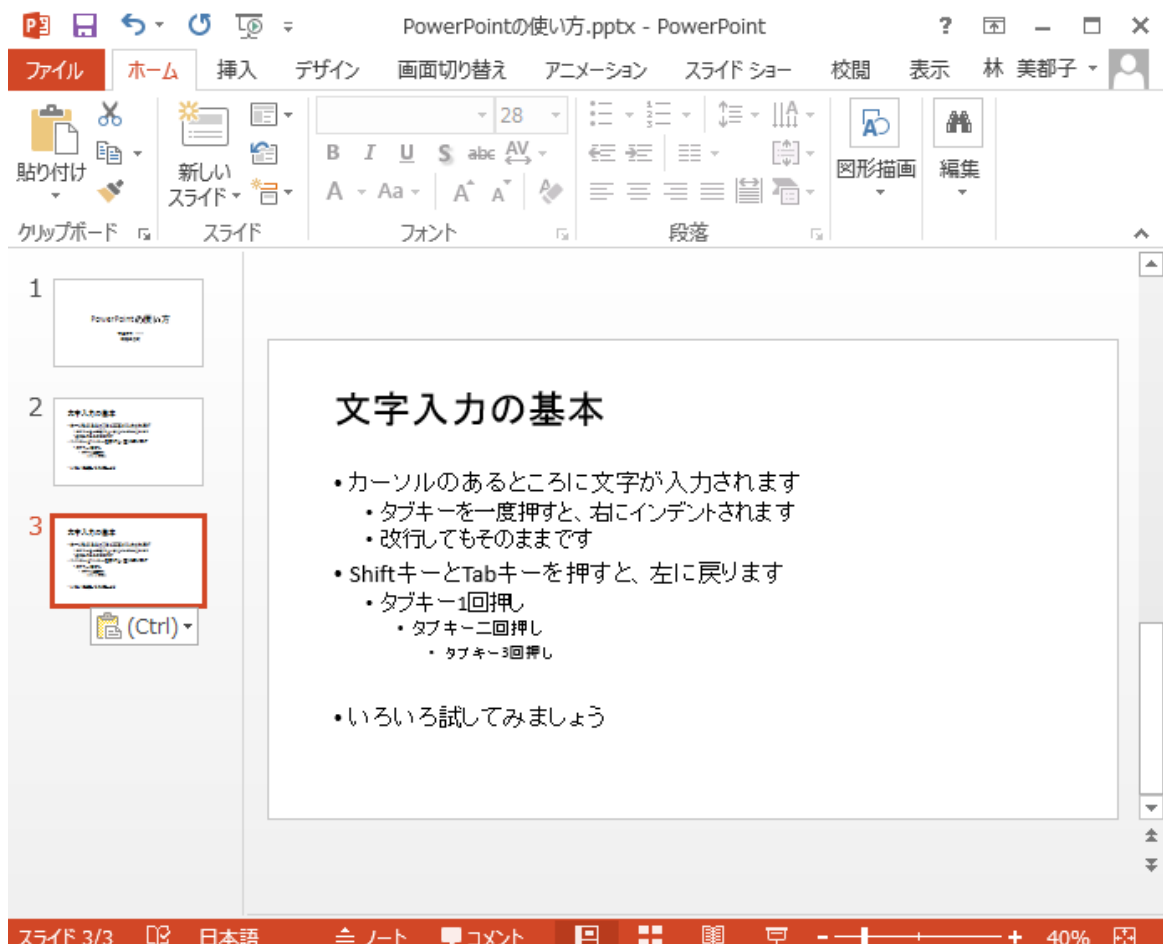 PowerPointの使い方.pptx - PowerPoint
?
ファイル ホーム 挿入 デザイン 画面切り替え アニメーション スライド ショー 校閲 表示 林 美都子
28
B I U S abc AV
A Aa A A
貼り付け
新しい
スライド
図形描画
編集
クリップボード スライド フォント 段落
1
PowerPointの使い方
2
文字入力の基本
3
文字入力の基本
(Ctrl)
文字入力の基本
•カーソルのあるところに文字が入力されます
•タブキーを一度押すと、右にインデントされます
•改行してもそのままです
•ShiftキーとTabキーを押すと、左に戻ります
•タブキー1回押し
•タブキー二回押し
•タブキー3回押し
•いろいろ試してみましょう
スライド 3/3 日本語 ノート コメント - + 40%